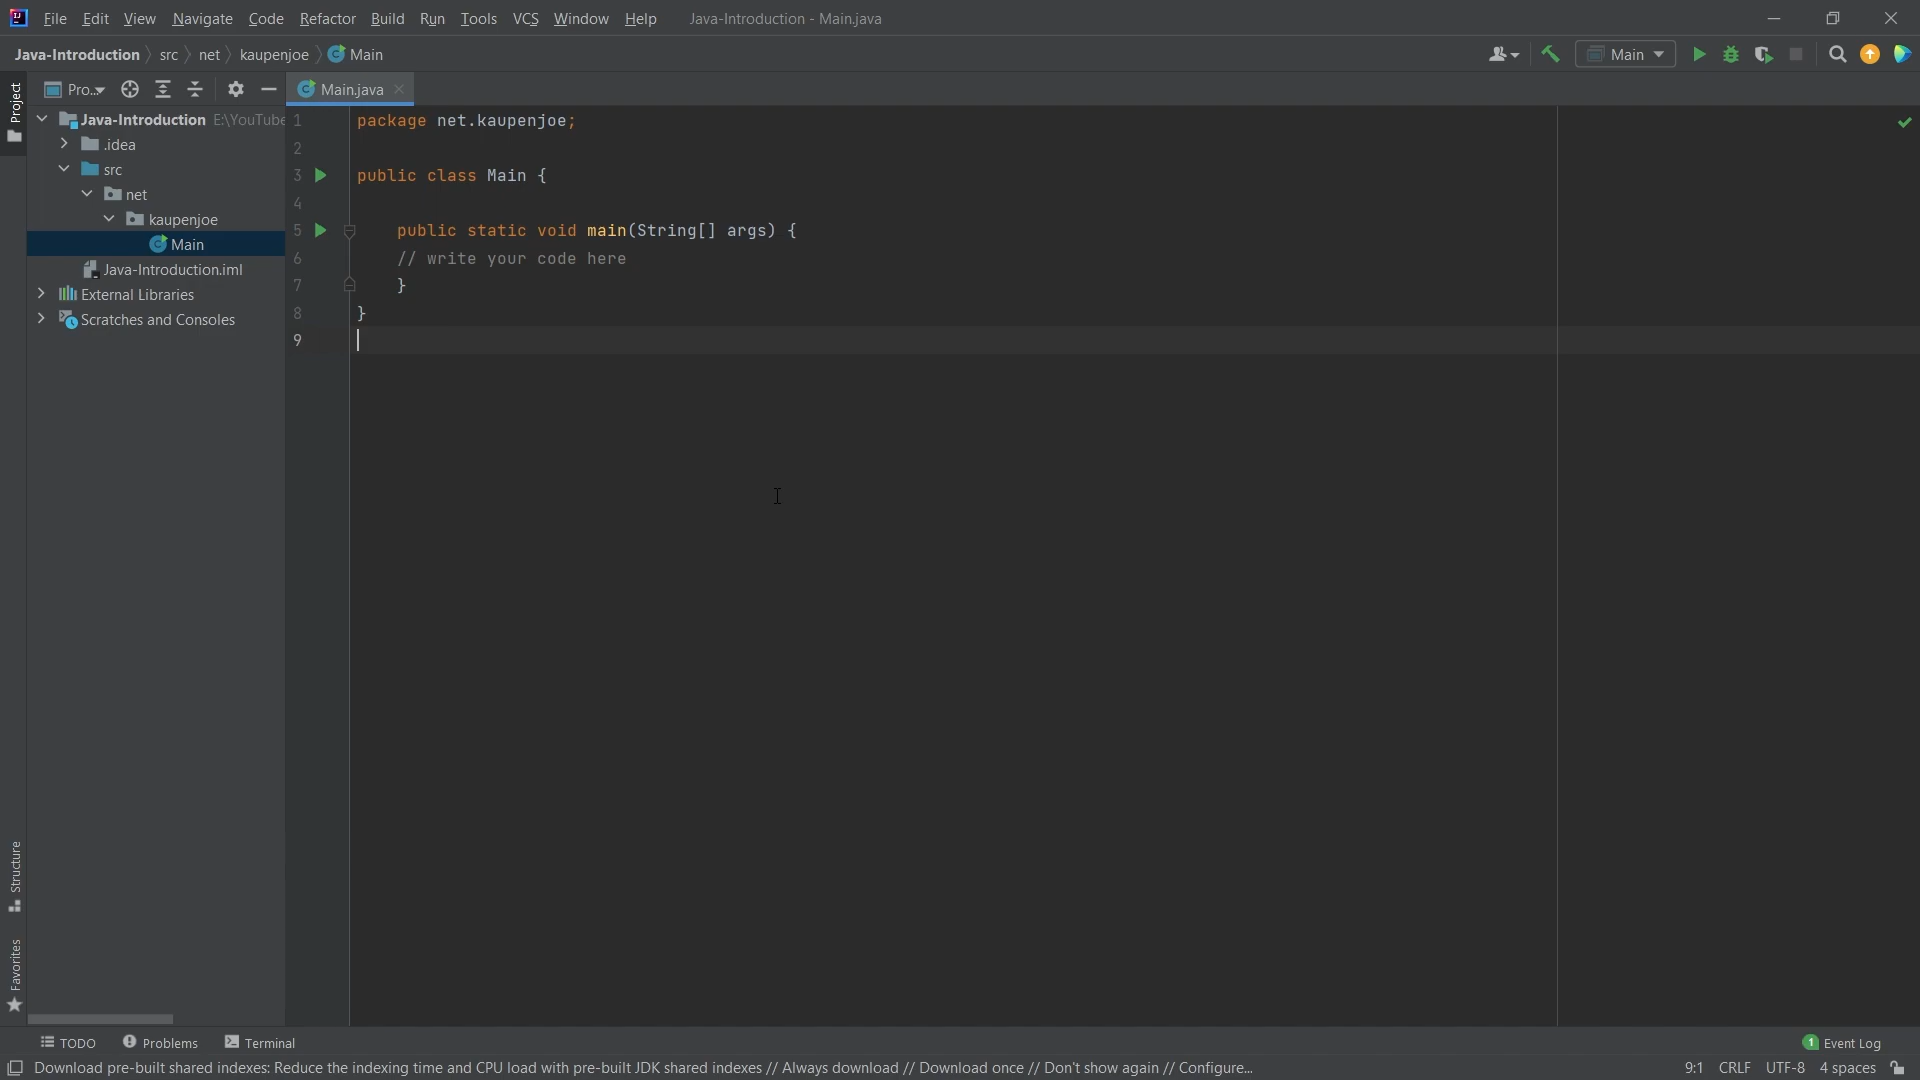 File Edit View Navigate Code Refactor Build Run Tools VCS Window Help Java-Introduction - Main.java
Java-Introduction src net kaupenjoe Main Main
Project
Pro... Main.java
Java-Introduction E:\YouTube
.idea
src
net
kaupenjoe
Main
Java-Introduction.iml
External Libraries
Scratches and Consoles
1 package net.kaupenjoe;
2
3 public class Main {
4
5 public static void main(String[] args) {
6 // write your code here
7 }
8 }
9
Structure
Favorites
TODO Problems Terminal 1 Event Log
Download pre-built shared indexes: Reduce the indexing time and CPU load with pre-built JDK shared indexes // Always download // Download once // Don't show again // Configure... 9:1 CRLF UTF-8 4 spaces